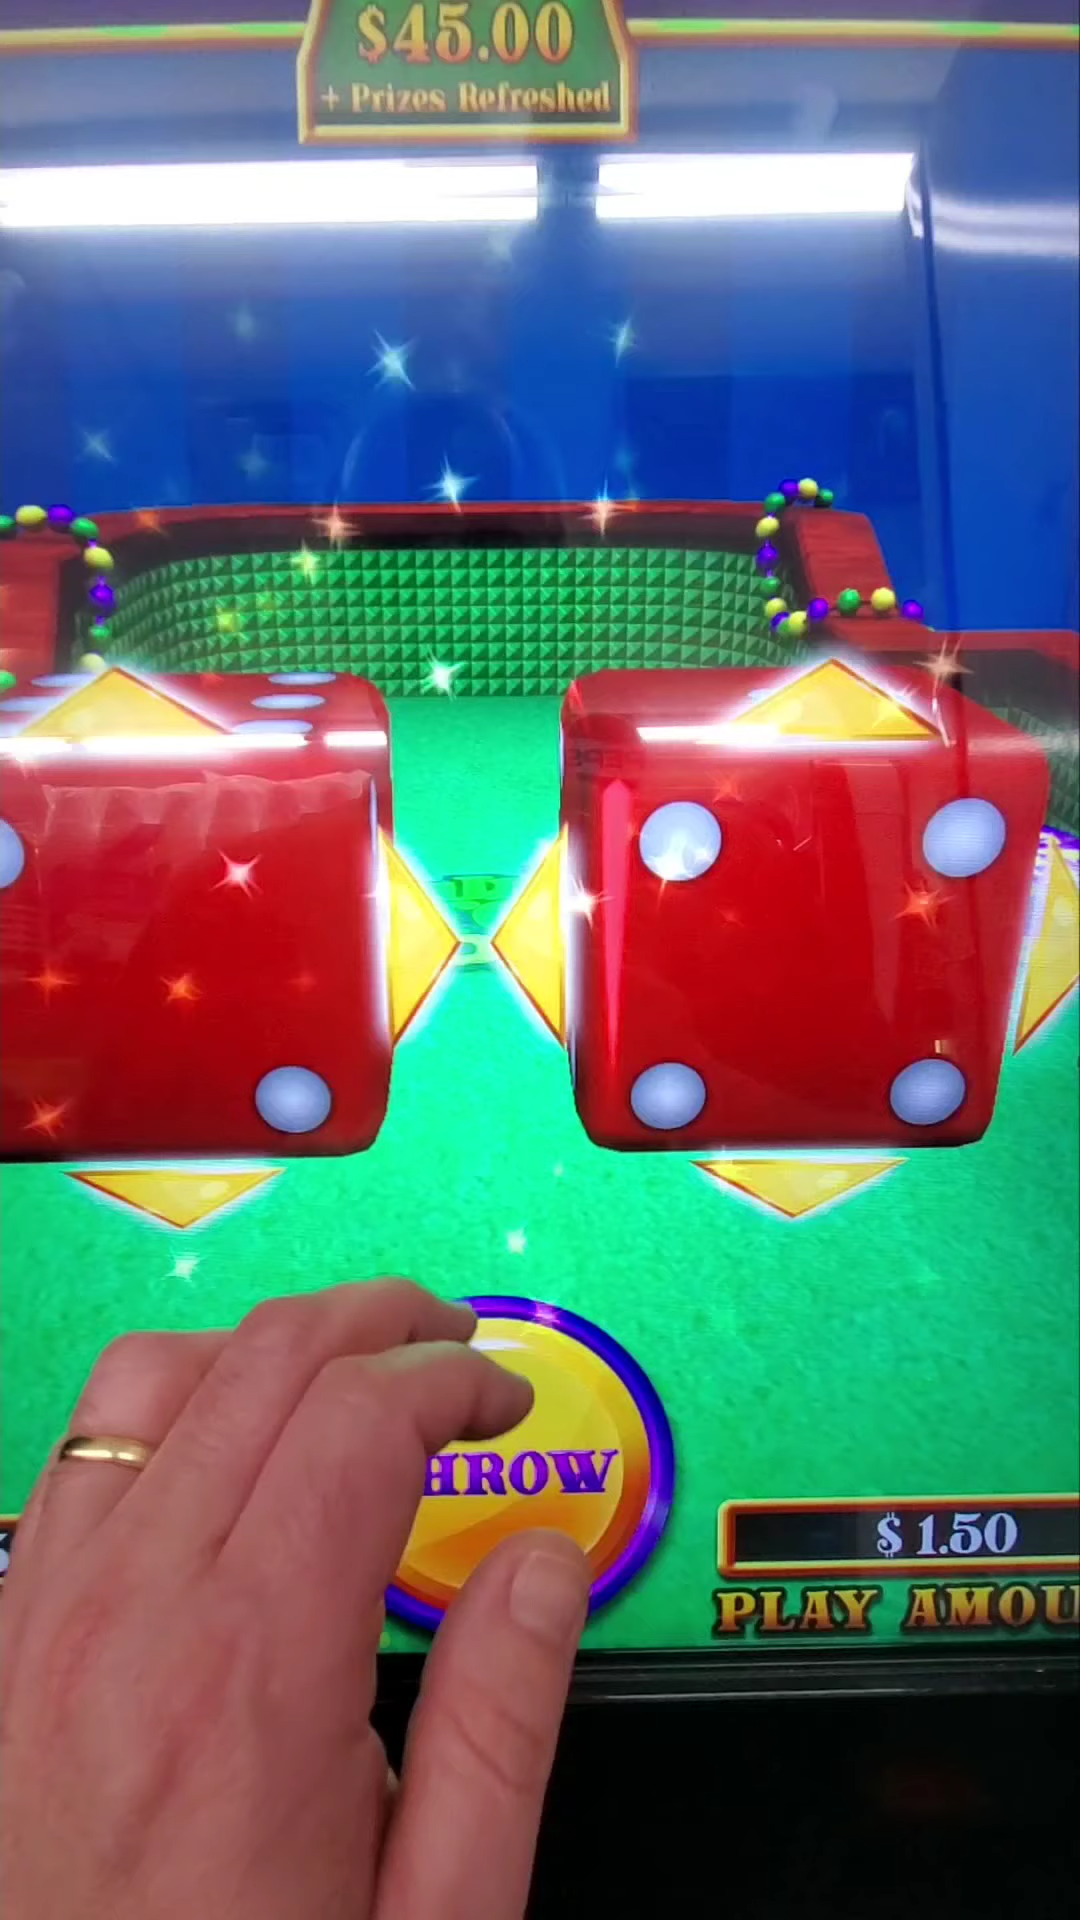 $45.00
+ Prizes Refreshed
HROW
$ 1.50
PLAY AMOU